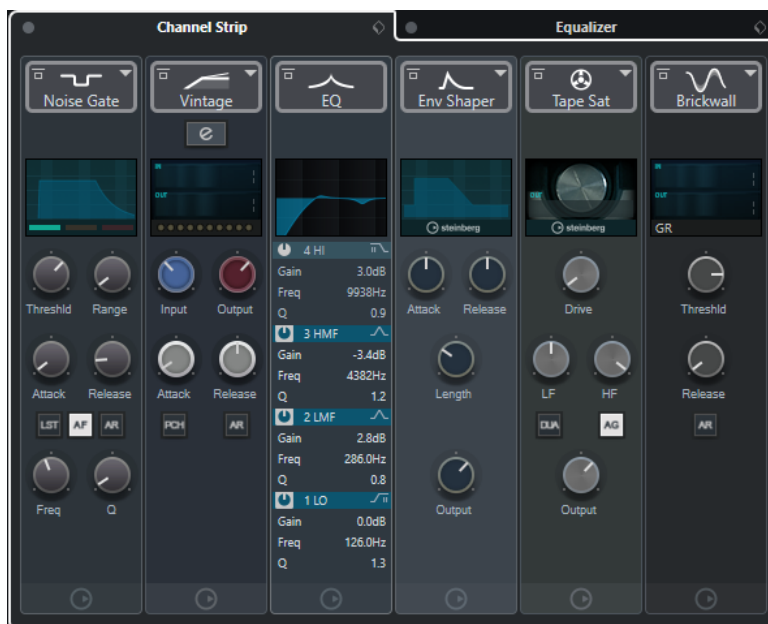 Channel Strip
Equalizer
Noise Gate
Vintage
EQ
Env Shaper
Tape Sat
Brickwall
e
IN
OUT
OUT
IN
OUT
steinberg
steinberg
GR
4 HI
Gain 3.0dB
Freq 9938Hz
Q 0.9
3 HMF
Gain -3.4dB
Freq 4382Hz
Q 1.2
2 LMF
Gain 2.8dB
Freq 286.0Hz
Q 0.8
1 LO
Gain 0.0dB
Freq 126.0Hz
Q 1.3
Threshld Range
Attack Release
LST AF AR
Freq Q
Input Output
Attack Release
PCH AR
Attack Release
Length
Output
Drive
LF HF
DUA AG
Output
Threshld
Release
AR